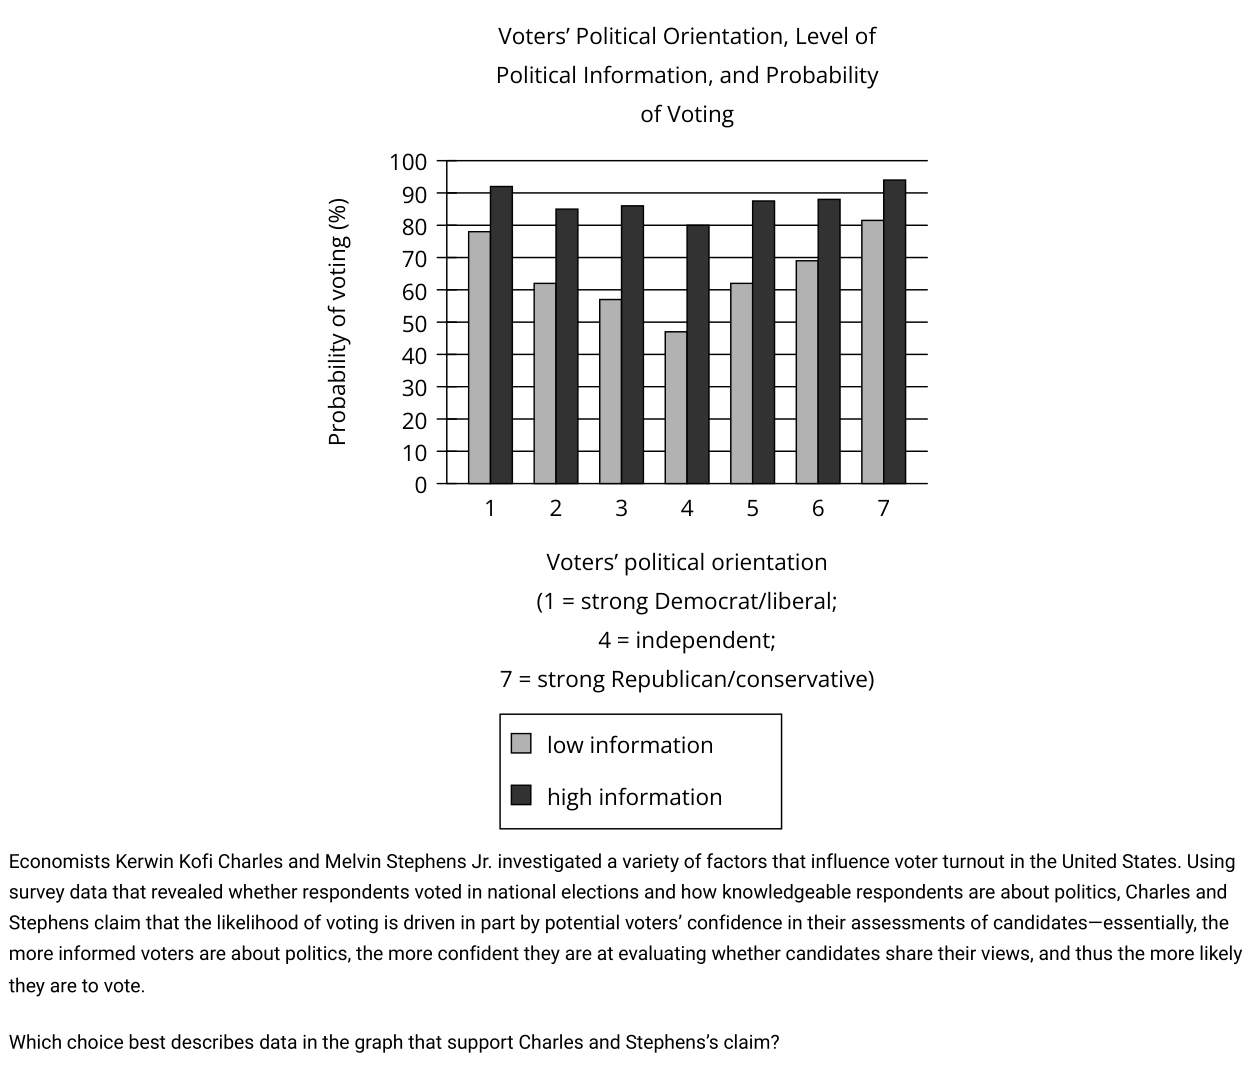 Voters’ Political Orientation, Level of
Political Information, and Probability
of Voting
Probability of voting (%)
100
90
80
70
60
50
40
30
20
10
0
1 2 3 4 5 6 7
Voters’ political orientation
(1 = strong Democrat/liberal;
4 = independent;
7 = strong Republican/conservative)
low information
high information
Economists Kerwin Kofi Charles and Melvin Stephens Jr. investigated a variety of factors that influence voter turnout in the United States. Using
survey data that revealed whether respondents voted in national elections and how knowledgeable respondents are about politics, Charles and
Stephens claim that the likelihood of voting is driven in part by potential voters’ confidence in their assessments of candidates—essentially, the
more informed voters are about politics, the more confident they are at evaluating whether candidates share their views, and thus the more likely
they are to vote.
Which choice best describes data in the graph that support Charles and Stephens’s claim?